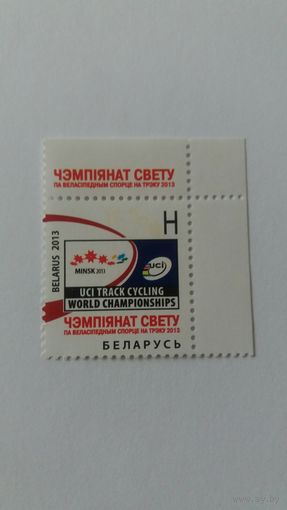 ЧЭМПІЯНАТ СВЕТУ
ПА ВЕЛАСІПЕДНЫМ СПОРЦЕ НА ТРЭКУ 2013
H
BELARUS 2013
MINSK 2013
uci
UCI TRACK CYCLING
WORLD CHAMPIONSHIPS
ЧЭМПІЯНАТ СВЕТУ
ПА ВЕЛАСІПЕДНЫМ СПОРЦЕ НА ТРЭКУ 2013
БЕЛАРУСЬ
ay.by